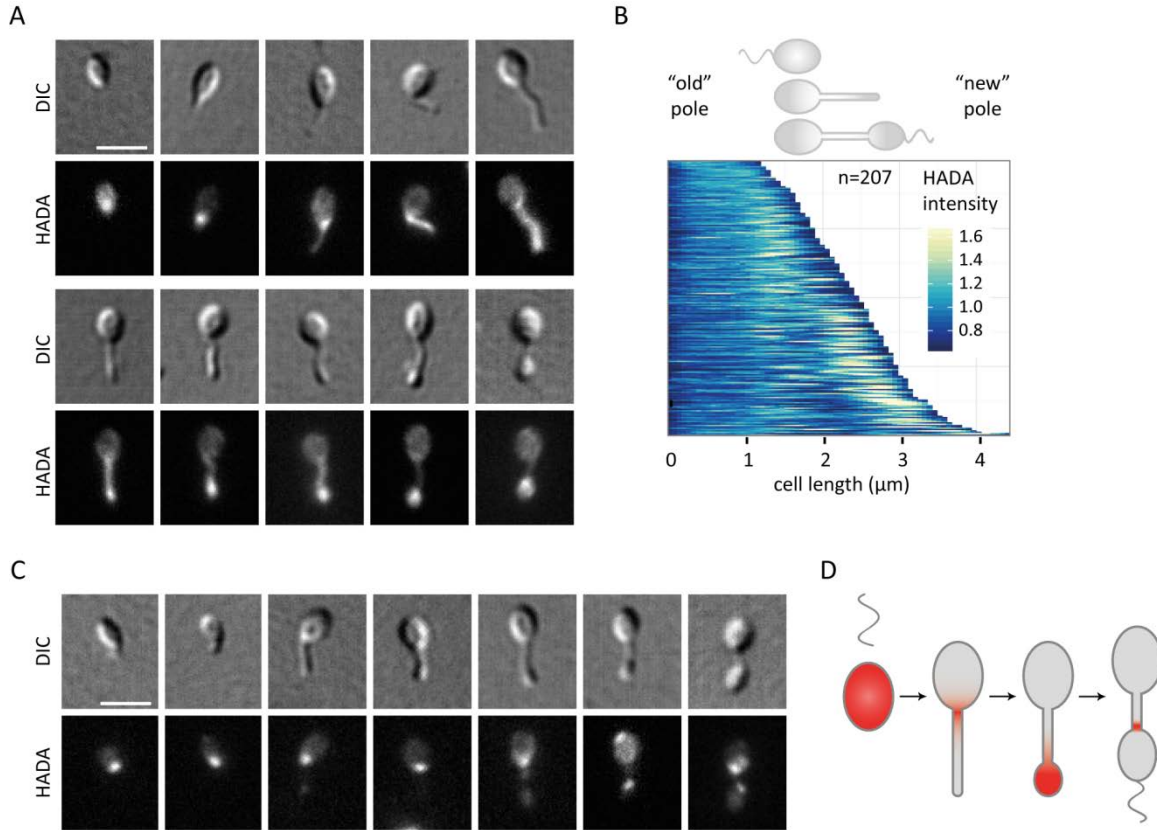 A
DIC
HADA
DIC
HADA
B
"old"
pole
"new"
pole
n=207
HADA
intensity
1.6
1.4
1.2
1.0
0.8
0 1 2 3 4
cell length (µm)
C
DIC
HADA
D